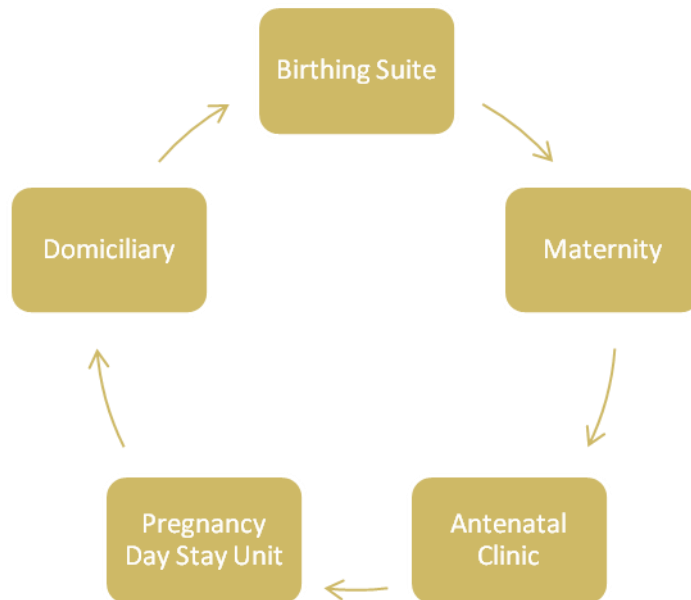 Birthing Suite
Maternity
Antenatal
Clinic
Pregnancy
Day Stay Unit
Domiciliary